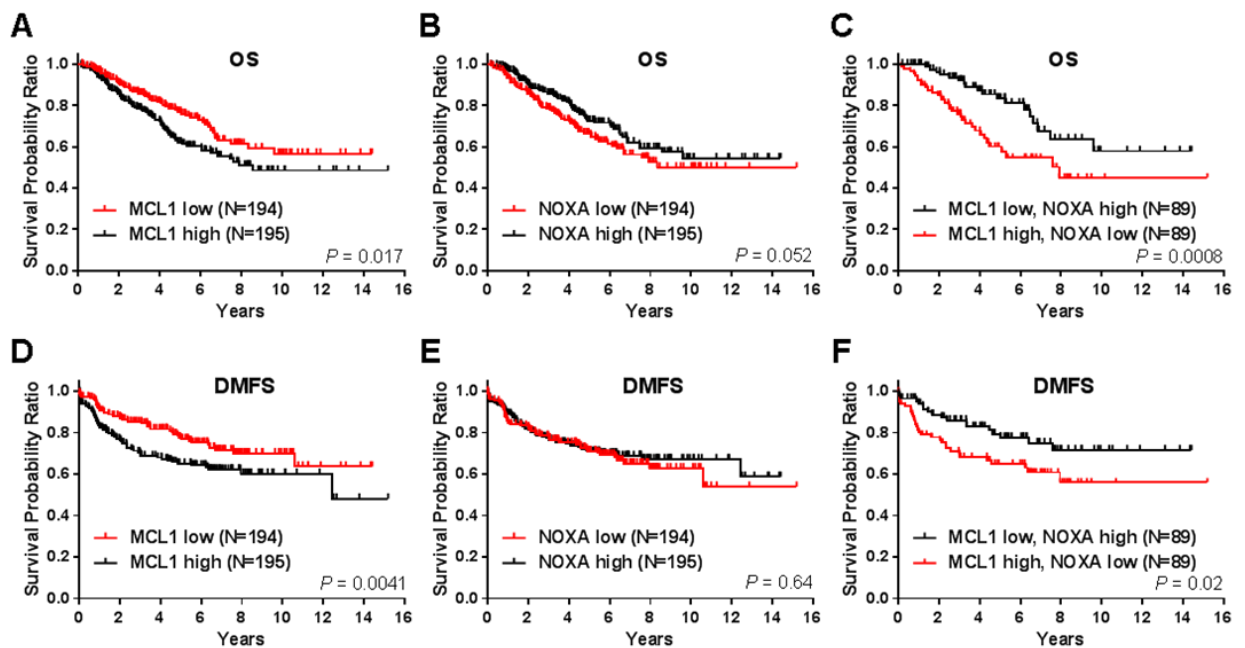 A
OS
Survival Probability Ratio
1.0
0.8
0.6
0.4
0.2
0.0
MCL1 low (N=194)
MCL1 high (N=195)
P = 0.017
0 2 4 6 8 10 12 14 16
Years
B
OS
Survival Probability Ratio
1.0
0.8
0.6
0.4
0.2
0.0
NOXA low (N=194)
NOXA high (N=195)
P = 0.052
0 2 4 6 8 10 12 14 16
Years
C
OS
Survival Probability Ratio
1.0
0.8
0.6
0.4
0.2
0.0
MCL1 low, NOXA high (N=89)
MCL1 high, NOXA low (N=89)
P = 0.0008
0 2 4 6 8 10 12 14 16
Years
D
DMFS
Survival Probability Ratio
1.0
0.8
0.6
0.4
0.2
0.0
MCL1 low (N=194)
MCL1 high (N=195)
P = 0.0041
0 2 4 6 8 10 12 14 16
Years
E
DMFS
Survival Probability Ratio
1.0
0.8
0.6
0.4
0.2
0.0
NOXA low (N=194)
NOXA high (N=195)
P = 0.64
0 2 4 6 8 10 12 14 16
Years
F
DMFS
Survival Probability Ratio
1.0
0.8
0.6
0.4
0.2
0.0
MCL1 low, NOXA high (N=89)
MCL1 high, NOXA low (N=89)
P = 0.02
0 2 4 6 8 10 12 14 16
Years